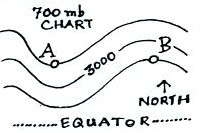 700 mb
CHART
A
B
3000
NORTH
EQUATOR